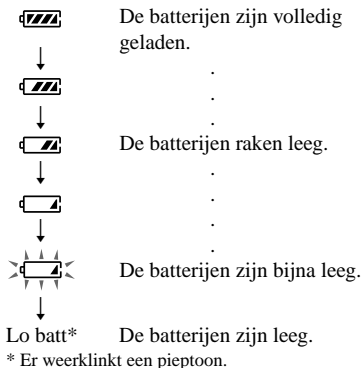 De batterijen zijn volledig
geladen.
.
.
.
De batterijen raken leeg.
.
.
.
De batterijen zijn bijna leeg.
Lo batt* De batterijen zijn leeg.
* Er weerklinkt een pieptoon.